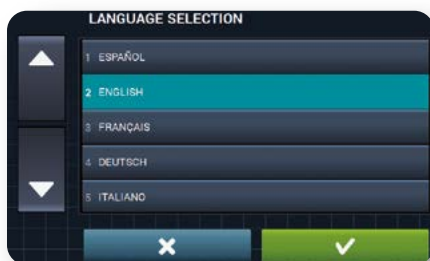 LANGUAGE SELECTION
1 ESPAÑOL
2 ENGLISH
3 FRANÇAIS
4 DEUTSCH
5 ITALIANO